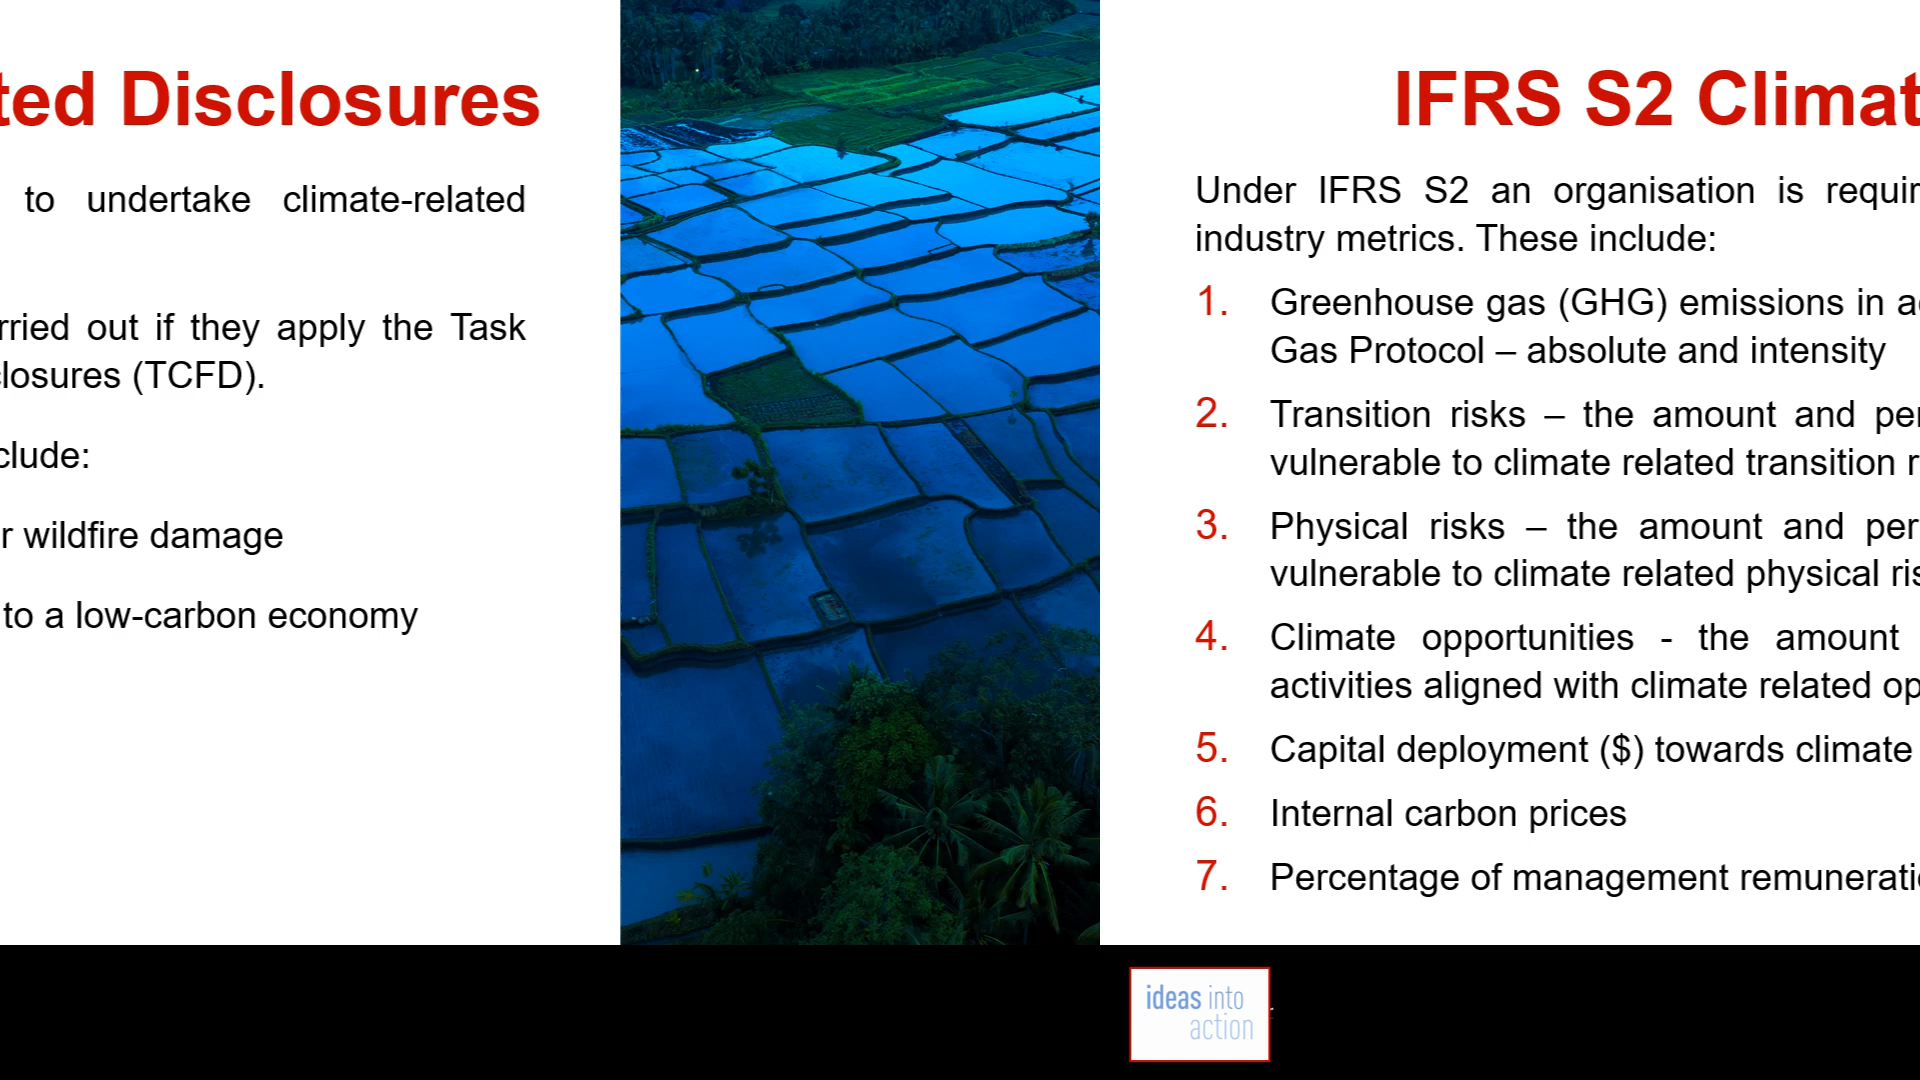 ted Disclosures
to undertake climate-related
rried out if they apply the Task
closures (TCFD).
clude:
r wildfire damage
to a low-carbon economy
IFRS S2 Climat
Under IFRS S2 an organisation is requir
industry metrics. These include:
1. Greenhouse gas (GHG) emissions in ac
Gas Protocol – absolute and intensity
2. Transition risks – the amount and per
vulnerable to climate related transition r
3. Physical risks – the amount and per
vulnerable to climate related physical ris
4. Climate opportunities - the amount
activities aligned with climate related op
5. Capital deployment ($) towards climate
6. Internal carbon prices
7. Percentage of management remuneratio
ideas into
action